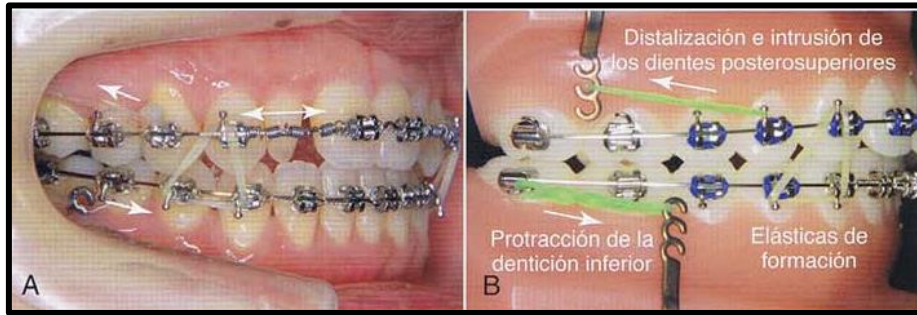 A
B
Distalización e intrusión de
los dientes posterosuperiores
Protracción de la
dentición inferior
Elásticas de
formación